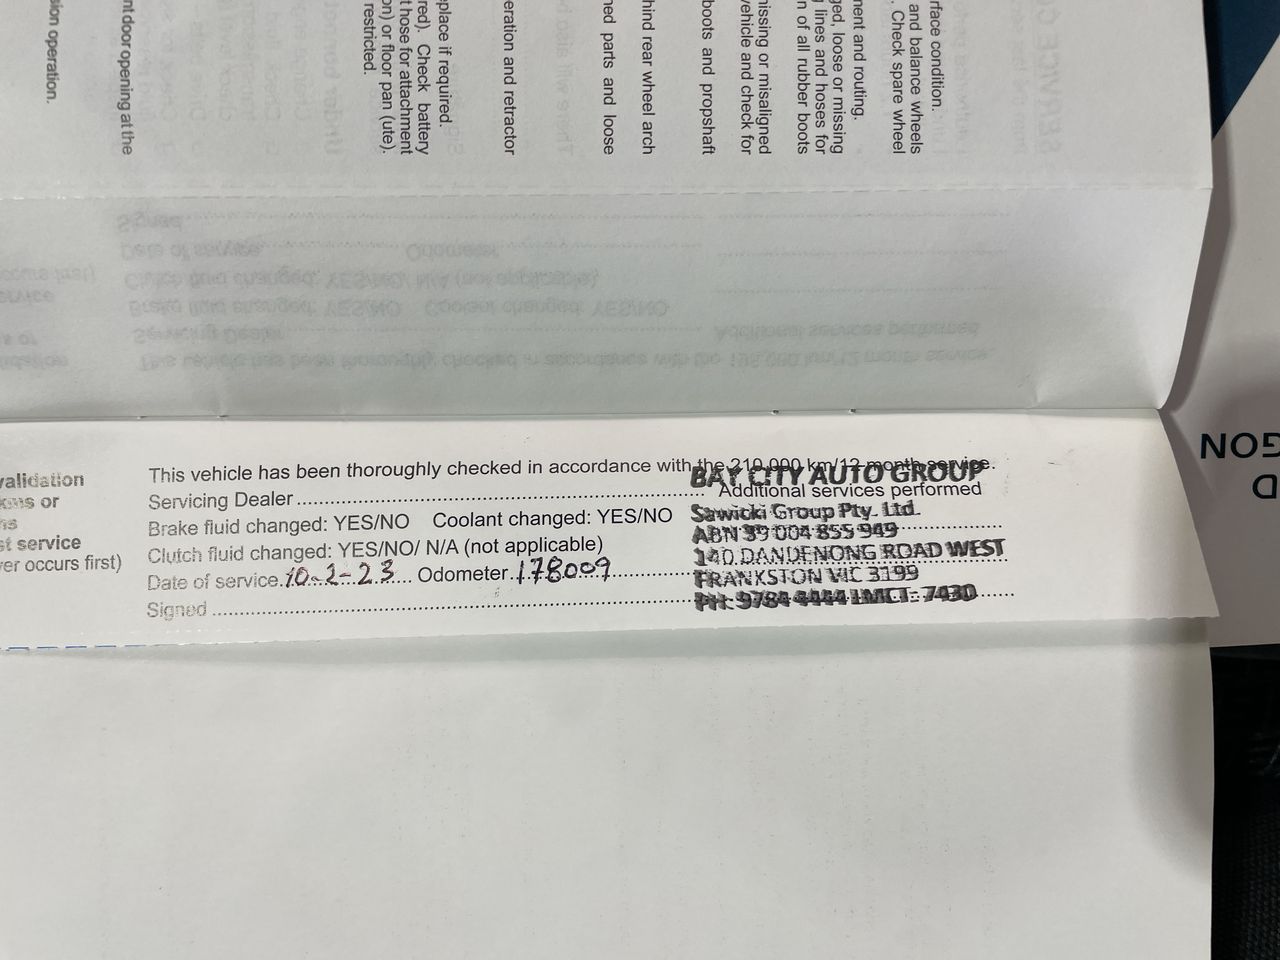 rface condition.
and balance wheels
. Check spare wheel
nent and routing.
ged, loose or missing
g lines and hoses for
n of all rubber boots
nissing or misaligned
vehicle and check for
boots and propshaft
hind rear wheel arch
ned parts and loose
eration and retractor
eplace if required.
red). Check battery
t hose for attachment
on) or floor pan (ute).
restricted.
nt door opening at the
sion operation.
validation
kms or
ns
st service
ver occurs first)
This vehicle has been thoroughly checked in accordance with the 210,000 km/12 month service.
Servicing Dealer
Additional services performed
Brake fluid changed: YES/NO Coolant changed: YES/NO
Clutch fluid changed: YES/NO/ N/A (not applicable)
Date of service 10-2-23 Odometer 178009
Signed
BAY CITY AUTO GROUP
Sawicki Group Pty. Ltd.
ABN 39 004 855 949
140 DANDENONG ROAD WEST
FRANKSTON VIC 3199
PH: 9784 4444 LMCT: 7430